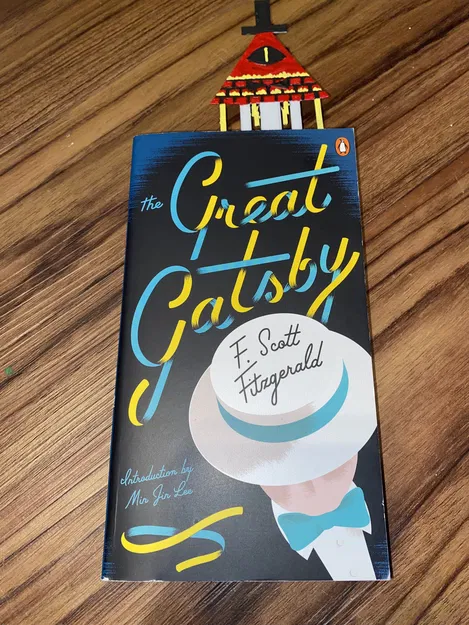 the Great
Gatsby
F. Scott
Fitzgerald
Introduction by
Min Jin Lee